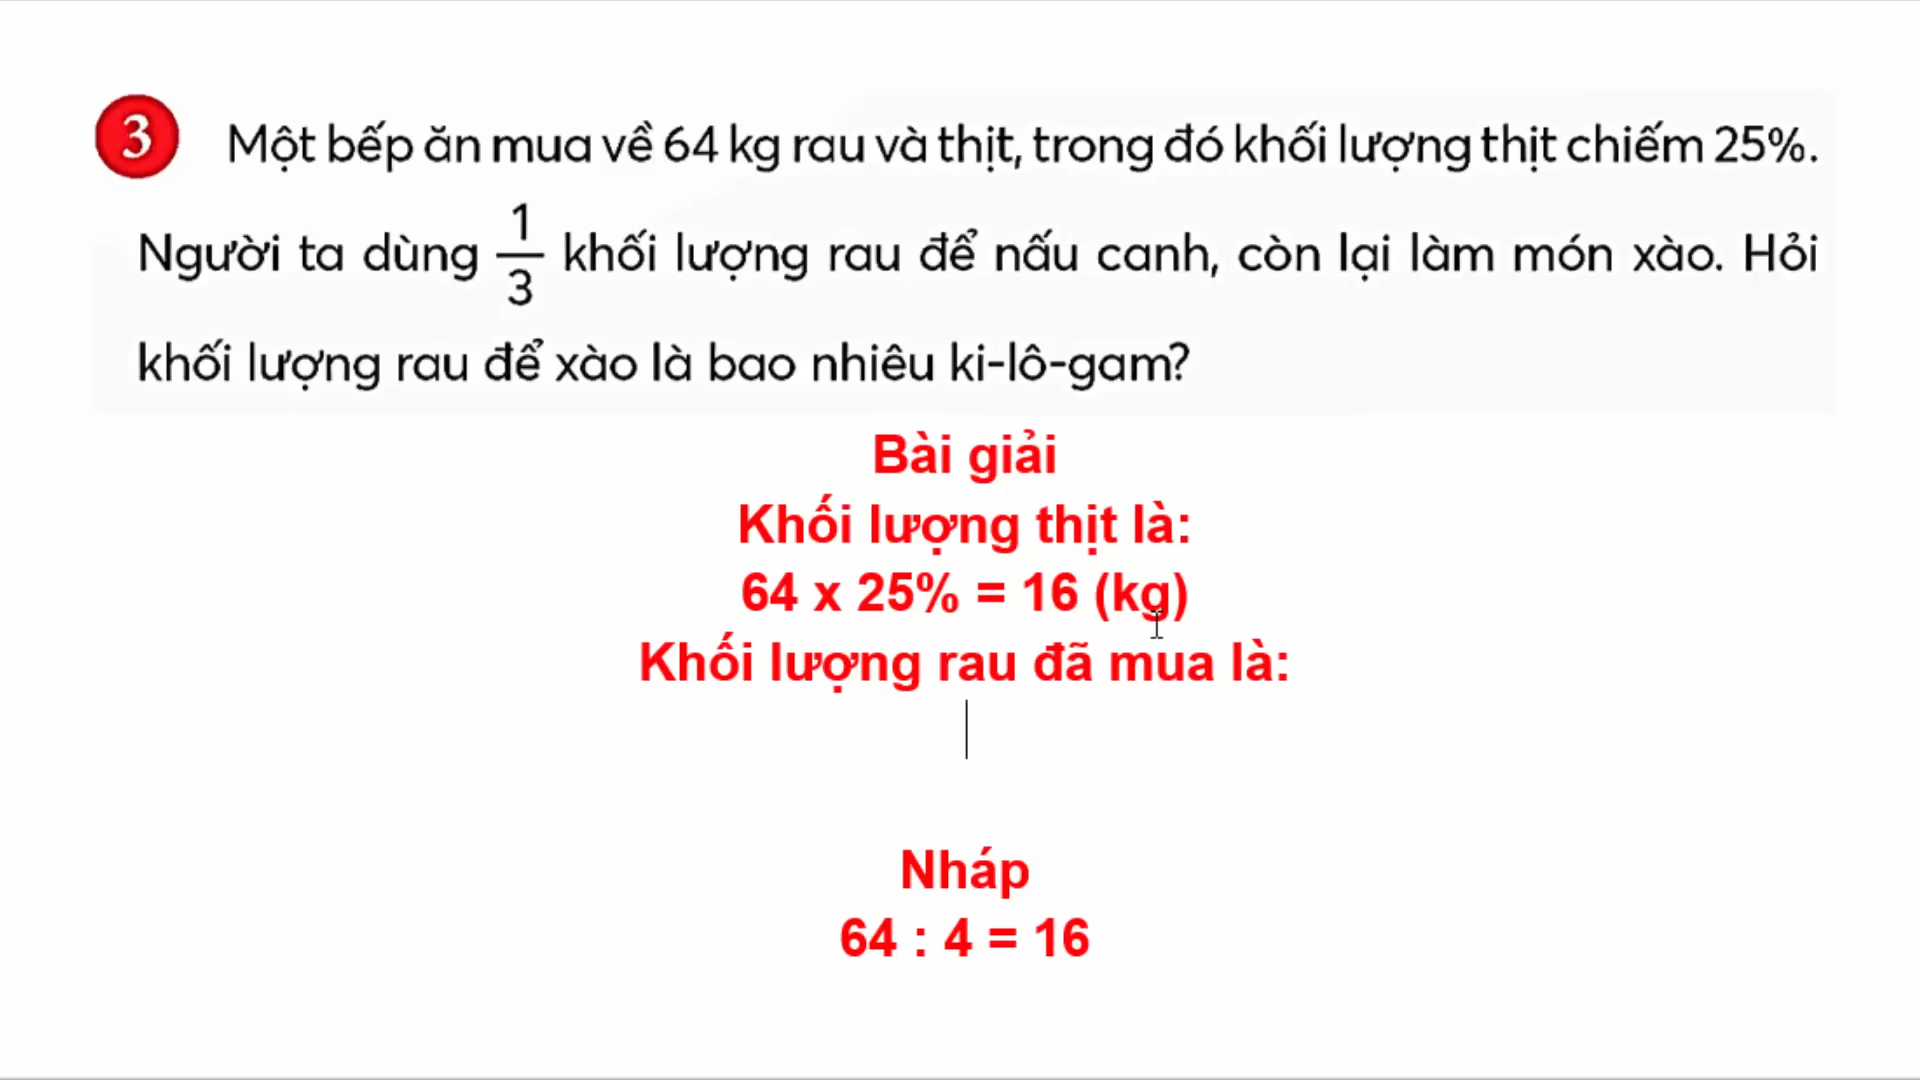 3 Một bếp ăn mua về 64 kg rau và thịt, trong đó khối lượng thịt chiếm 25%.
Người ta dùng 1/3 khối lượng rau để nấu canh, còn lại làm món xào. Hỏi
khối lượng rau để xào là bao nhiêu ki-lô-gam?
Bài giải
Khối lượng thịt là:
64 x 25% = 16 (kg)
Khối lượng rau đã mua là:
Nháp
64 : 4 = 16